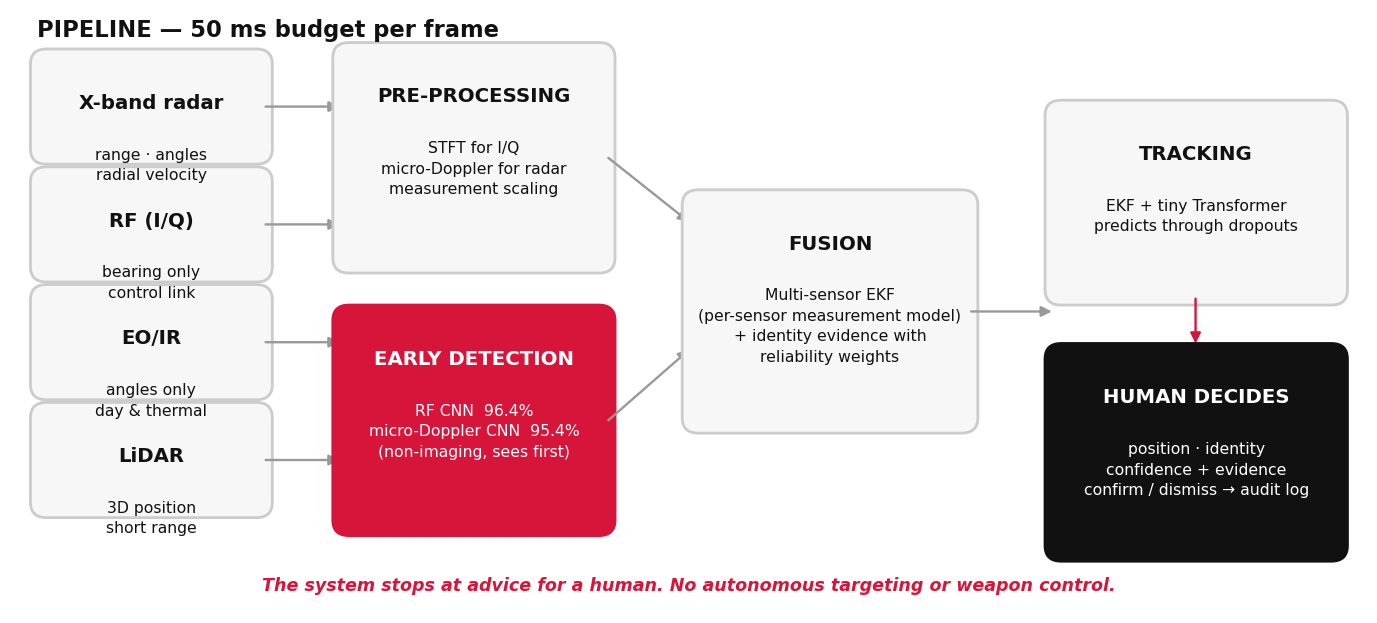 PIPELINE — 50 ms budget per frame
X-band radar
range · angles
radial velocity
RF (I/Q)
bearing only
control link
EO/IR
angles only
day & thermal
LiDAR
3D position
short range
PRE-PROCESSING
STFT for I/Q
micro-Doppler for radar
measurement scaling
EARLY DETECTION
RF CNN  96.4%
micro-Doppler CNN  95.4%
(non-imaging, sees first)
FUSION
Multi-sensor EKF
(per-sensor measurement model)
+ identity evidence with
reliability weights
TRACKING
EKF + tiny Transformer
predicts through dropouts
HUMAN DECIDES
position · identity
confidence + evidence
confirm / dismiss → audit log
The system stops at advice for a human. No autonomous targeting or weapon control.